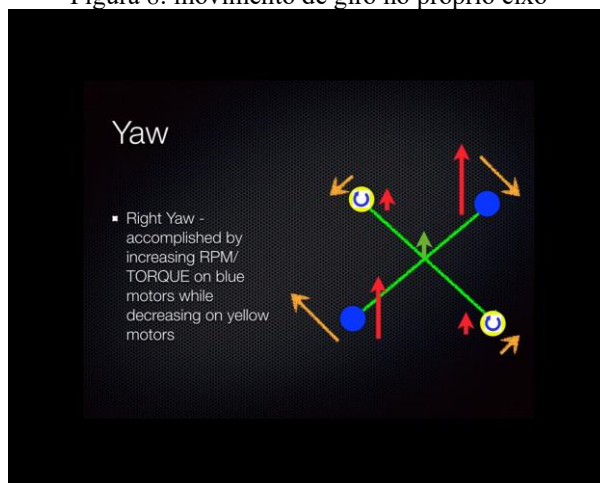 Figura 8: movimento de giro no próprio eixo
Yaw
Right Yaw -
accomplished by
increasing RPM/
TORQUE on blue
motors while
decreasing on yellow
motors